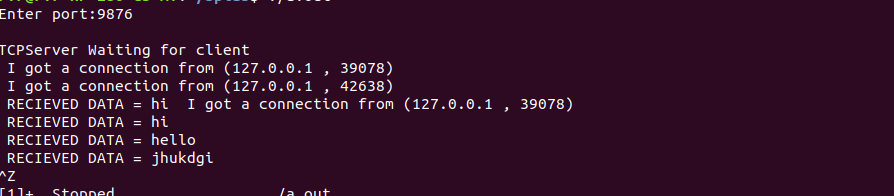 Enter port:9876
TCPServer Waiting for client
I got a connection from (127.0.0.1 , 39078)
I got a connection from (127.0.0.1 , 42638)
RECIEVED DATA = hi  I got a connection from (127.0.0.1 , 39078)
RECIEVED DATA = hi
RECIEVED DATA = hello
RECIEVED DATA = jhukdgi
^Z
[1]+  Stopped                 ./a.out